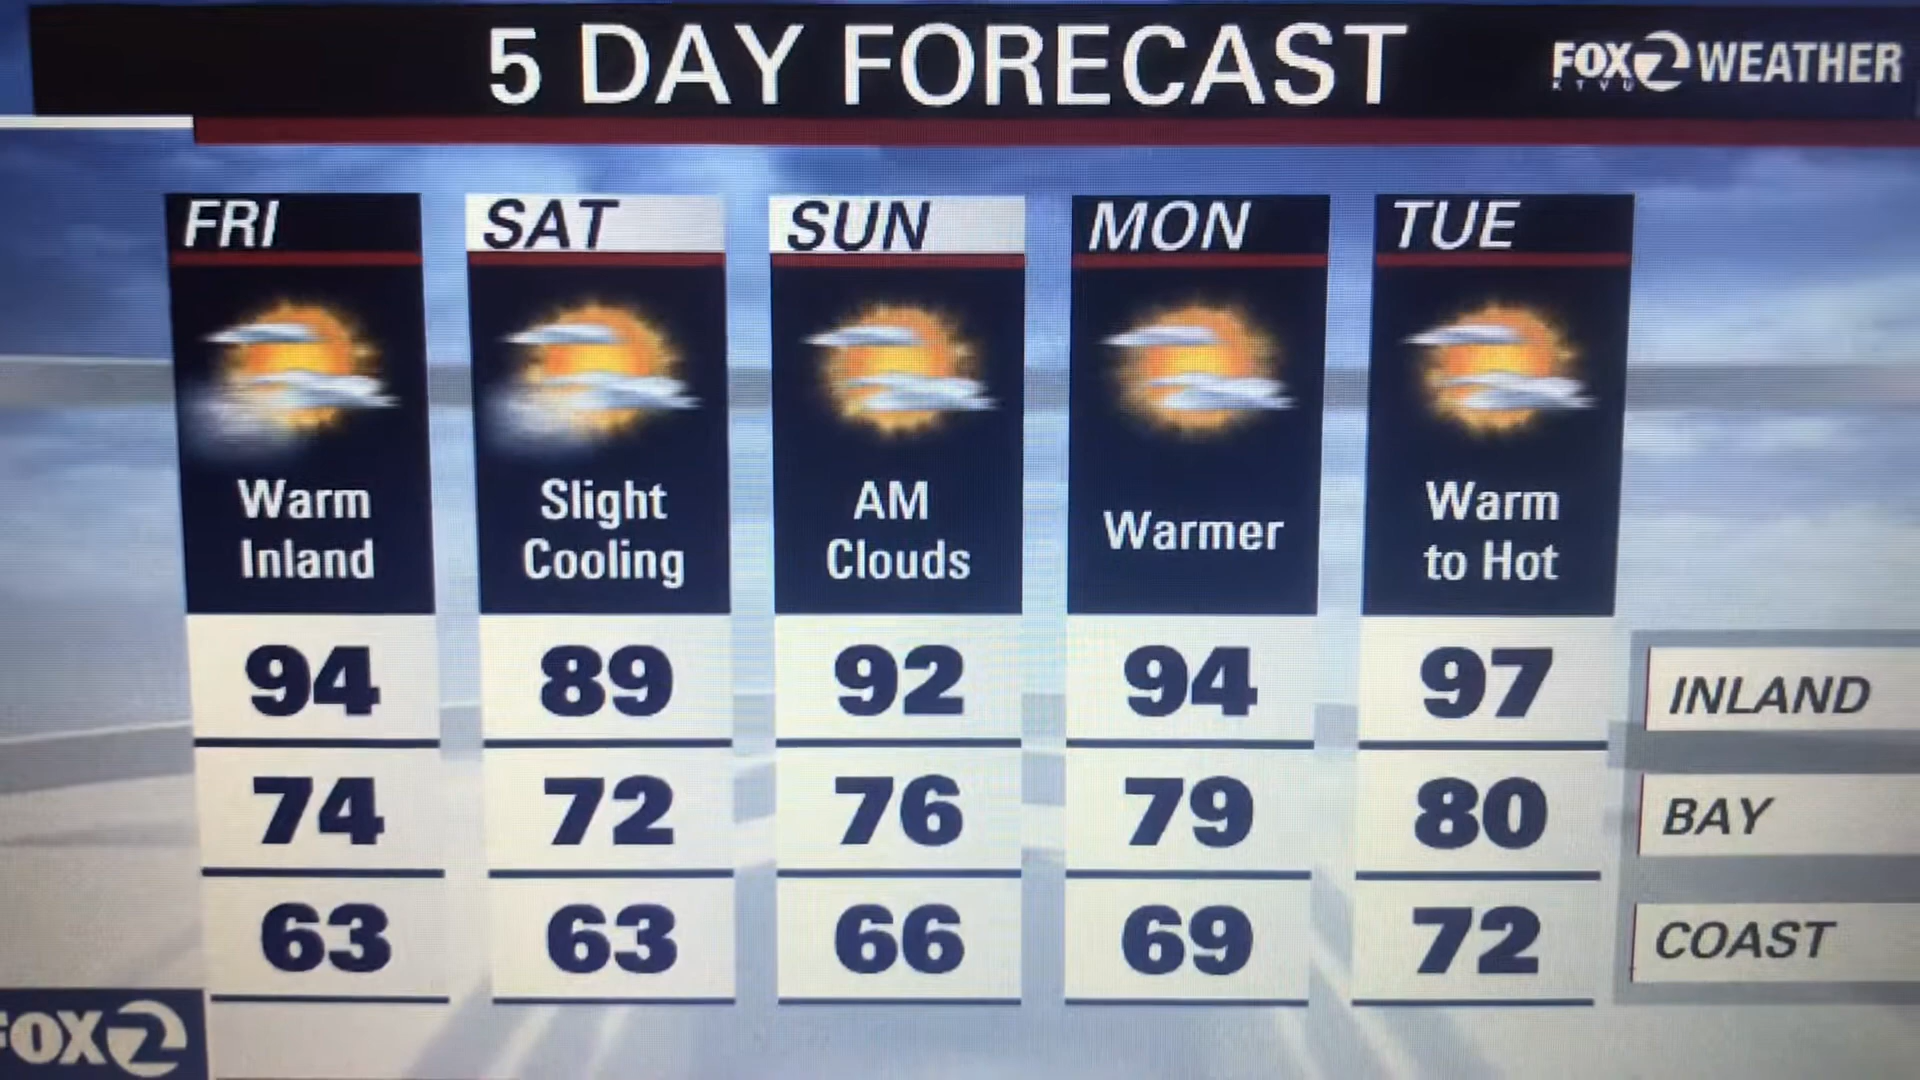 5 DAY FORECAST
FOX 2 WEATHER
KTVU
FRI SAT SUN MON TUE
Warm Inland
Slight Cooling
AM Clouds
Warmer
Warm to Hot
94 89 92 94 97 INLAND
74 72 76 79 80 BAY
63 63 66 69 72 COAST
FOX 2